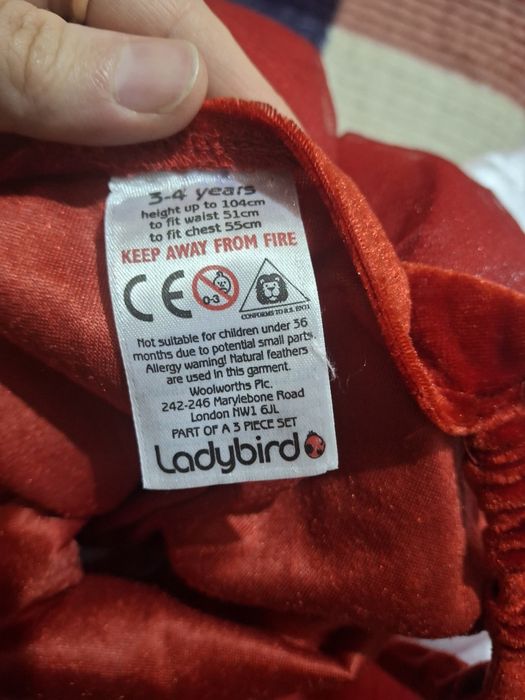 3-4 years
height up to 104cm
to fit waist 51cm
to fit chest 55cm
KEEP AWAY FROM FIRE
CE 0-3
CONFORMS TO B.S. EN71
Not suitable for children under 36
months due to potential small parts
Allergy warning! Natural feathers
are used in this garment.
Woolworths Plc.
242-246 Marylebone Road
London NW1 6JL
PART OF A 3 PIECE SET
Ladybird